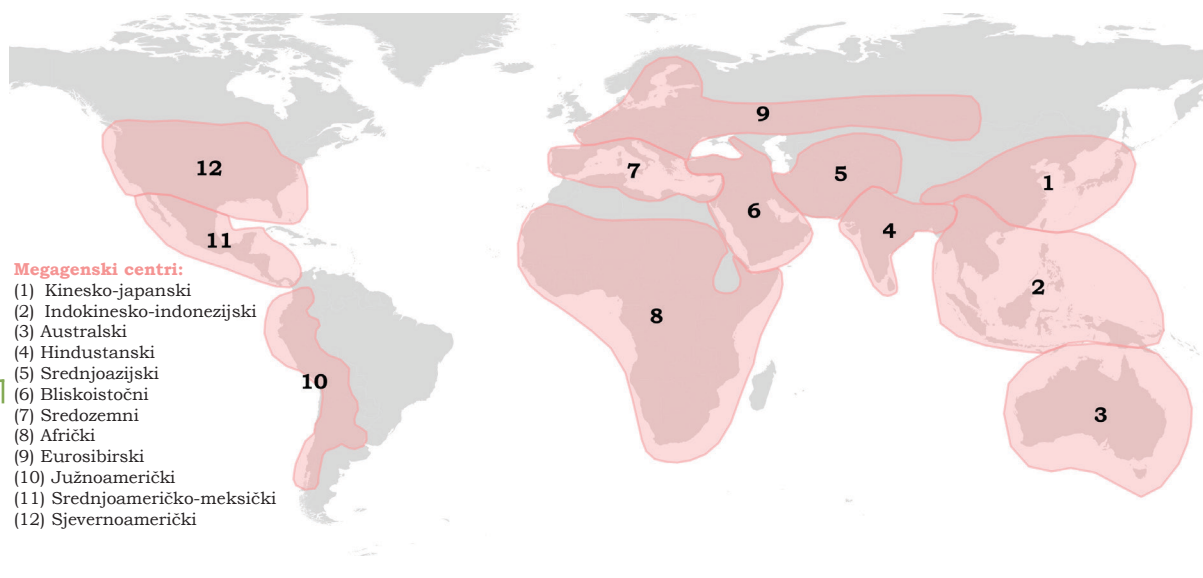 9
12
7
5
1
6
4
11
Megagenski centri:
(1) Kinesko-japanski
(2) Indokinesko-indonezijski
(3) Australski
(4) Hindustanski
(5) Srednjoazijski
(6) Bliskoistočni
(7) Sredozemni
(8) Afrički
(9) Eurosibirski
(10) Južnoamerički
(11) Srednjoameričko-meksički
(12) Sjevernoamerički
2
8
10
3